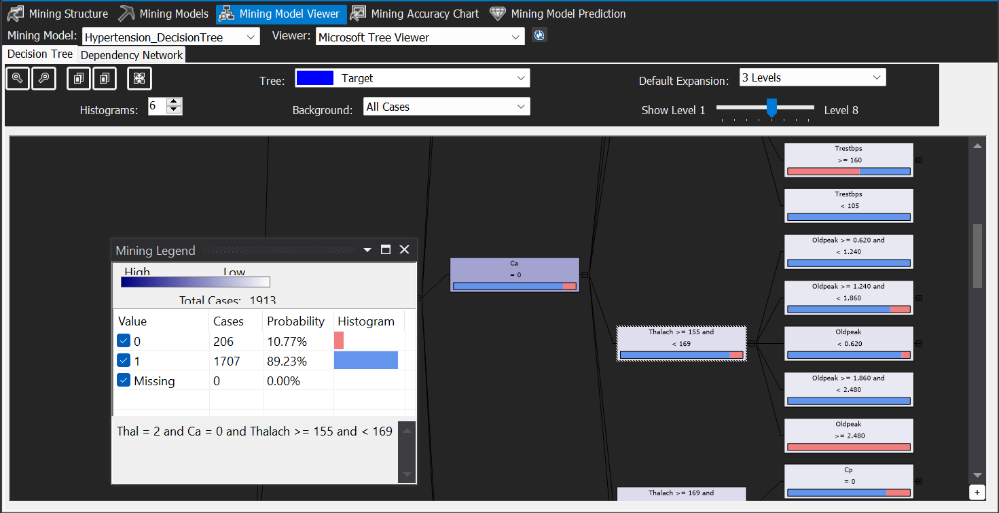 Mining Structure Mining Models Mining Model Viewer Mining Accuracy Chart Mining Model Prediction
Mining Model: Hypertension_DecisionTree Viewer: Microsoft Tree Viewer
Decision Tree Dependency Network
Tree: Target Default Expansion: 3 Levels
Histograms: 6 Background: All Cases Show Level 1 Level 8
Trestbps
>= 160
Trestbps
< 105
Oldpeak >= 0.620 and
< 1.240
Ca
= 0
Oldpeak >= 1.240 and
< 1.860
Thalach >= 155 and
< 169
Oldpeak
< 0.620
Oldpeak >= 1.860 and
< 2.480
Oldpeak
>= 2.480
Cp
= 0
Thalach >= 169 and
Mining Legend
High Low
Total Cases: 1913
Value Cases Probability Histogram
0 206 10.77%
1 1707 89.23%
Missing 0 0.00%
Thal = 2 and Ca = 0 and Thalach >= 155 and < 169